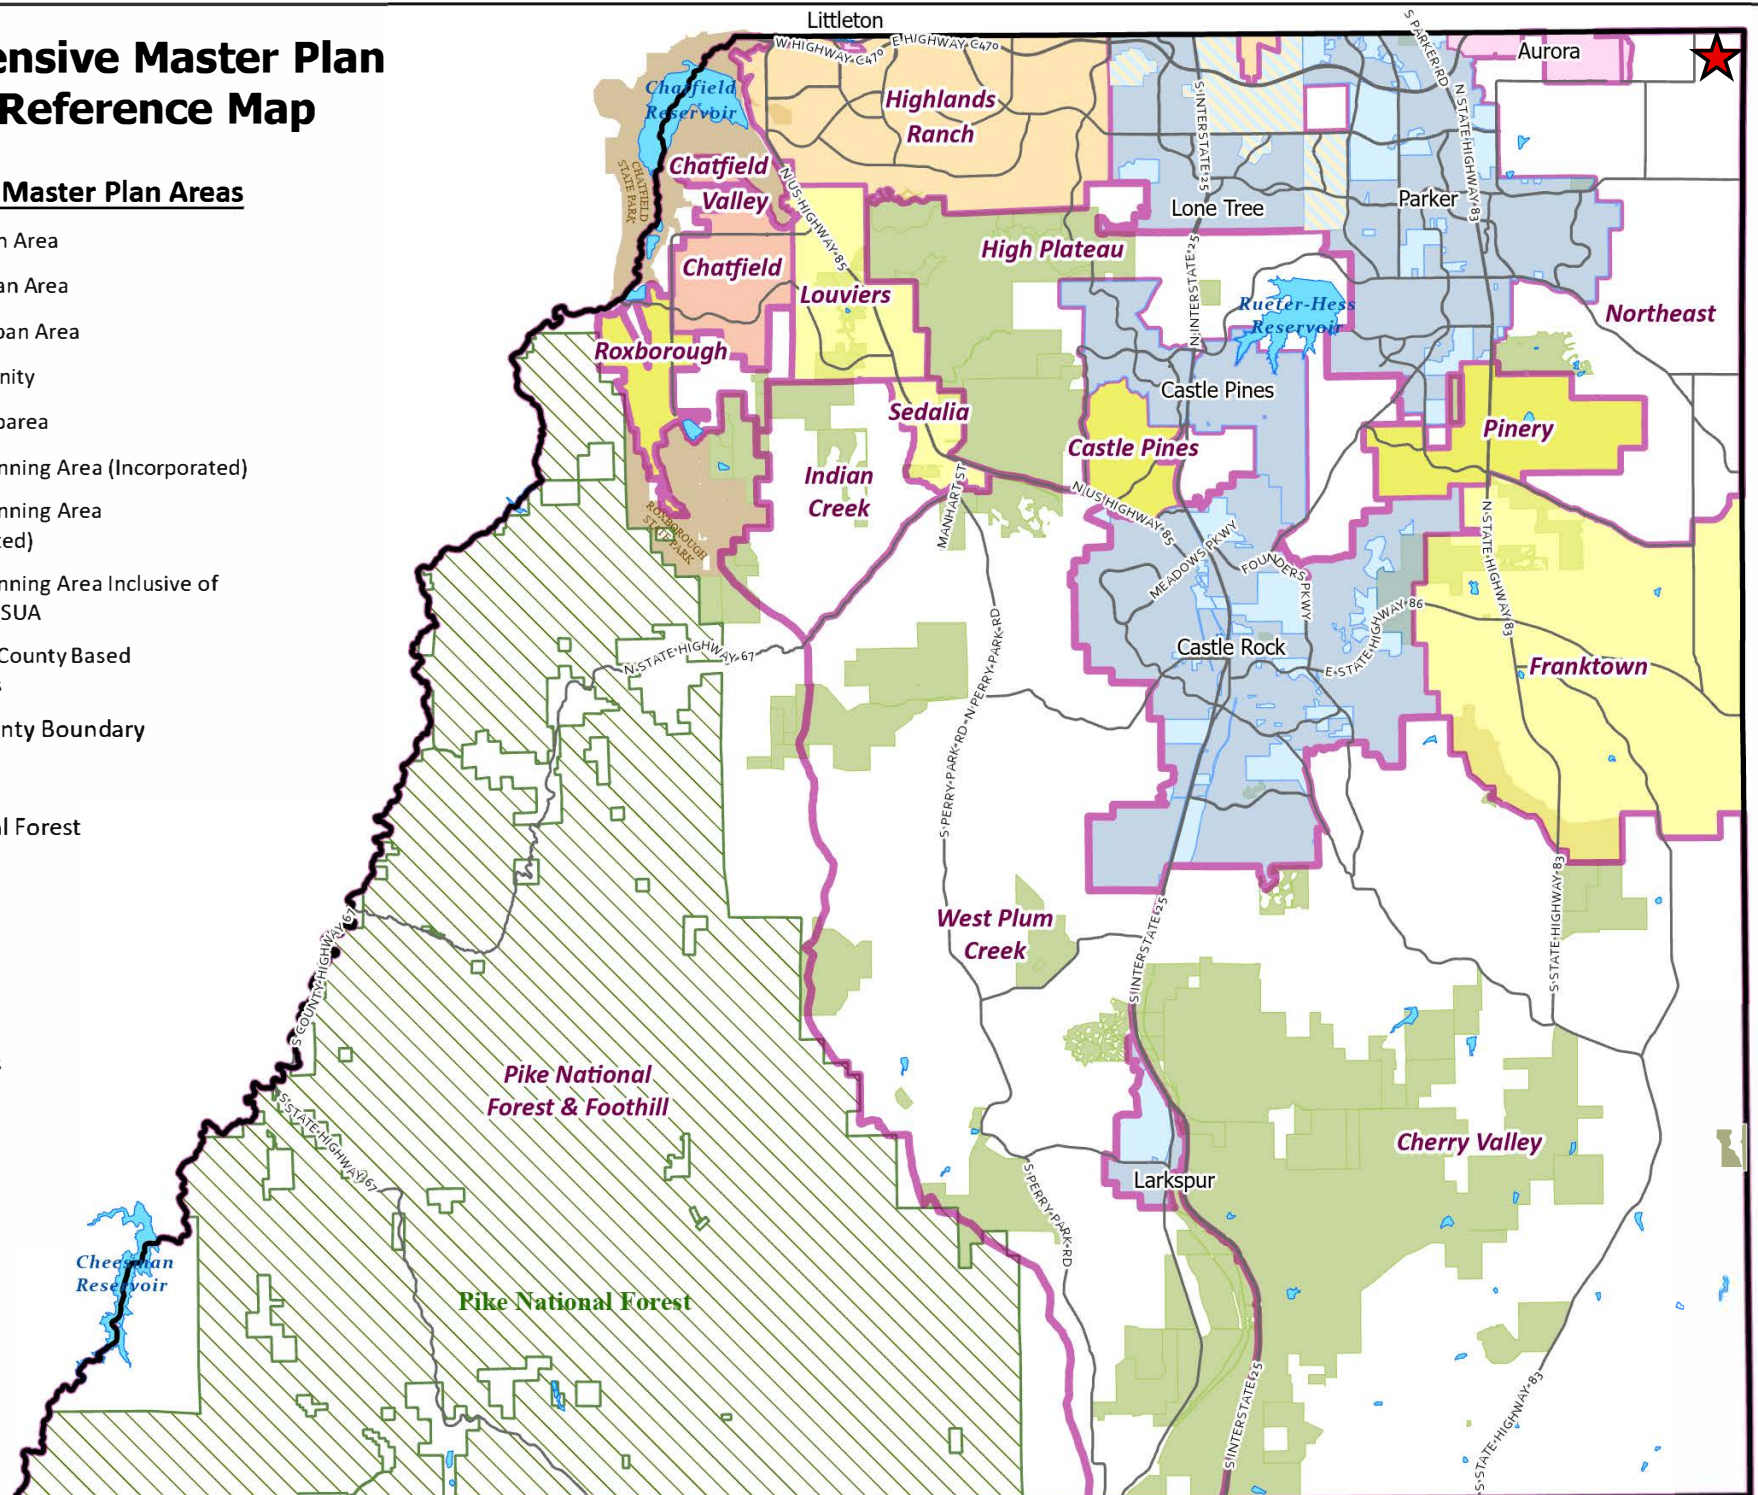 ensive Master Plan
Reference Map
Master Plan Areas
n Area
an Area
ban Area
nity
barea
nning Area (Incorporated)
nning Area
ted)
nning Area Inclusive of
SUA
County Based
nty Boundary
l Forest
Littleton
W HIGHWAY C470
E HIGHWAY C470
S PARKER RD
Aurora
Chatfield
Reservoir
Highlands
Ranch
S INTERSTATE 25
N STATE HIGHWAY 83
CHATFIELD
STATE PARK
Chatfield
Valley
N US HIGHWAY 85
Lone Tree
Parker
High Plateau
Chatfield
Louviers
N INTERSTATE 25
Rueter-Hess
Reservoir
Northeast
Roxborough
Castle Pines
Sedalia
Castle Pines
Pinery
Indian
Creek
MANHART ST
N US HIGHWAY 85
ROXBOROUGH
STATE PARK
MEADOWS PKWY
FOUNDERS PKWY
N STATE HIGHWAY 83
E STATE HIGHWAY 86
N STATE HIGHWAY 67
N PERRY PARK RD
Castle Rock
Franktown
S PERRY PARK RD
West Plum
Creek
S INTERSTATE 25
S STATE HIGHWAY 83
S COUNTY HIGHWAY 67
Pike National
Forest & Foothill
S STATE HIGHWAY 67
Cherry Valley
Larkspur
S PERRY PARK RD
Cheesman
Reservoir
Pike National Forest
S INTERSTATE 25
S STATE HIGHWAY 83